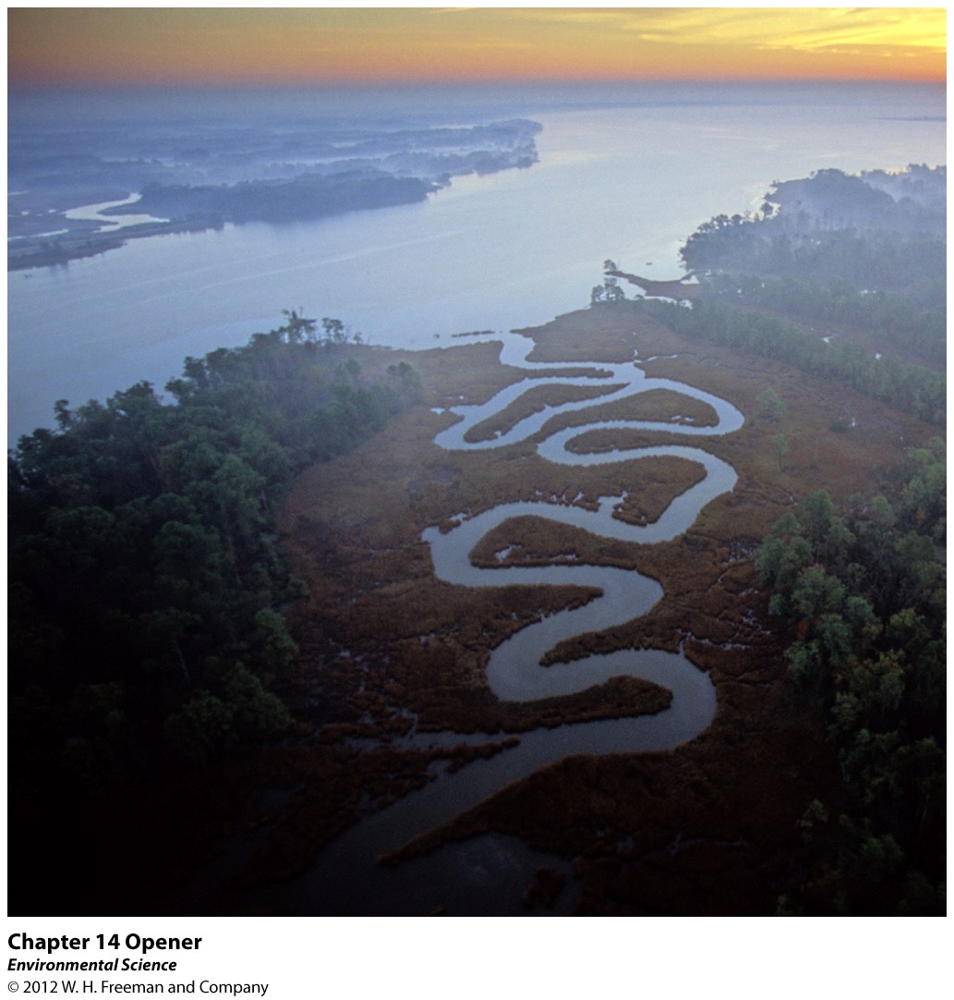 Chapter 14 Opener
Environmental Science
© 2012 W. H. Freeman and Company